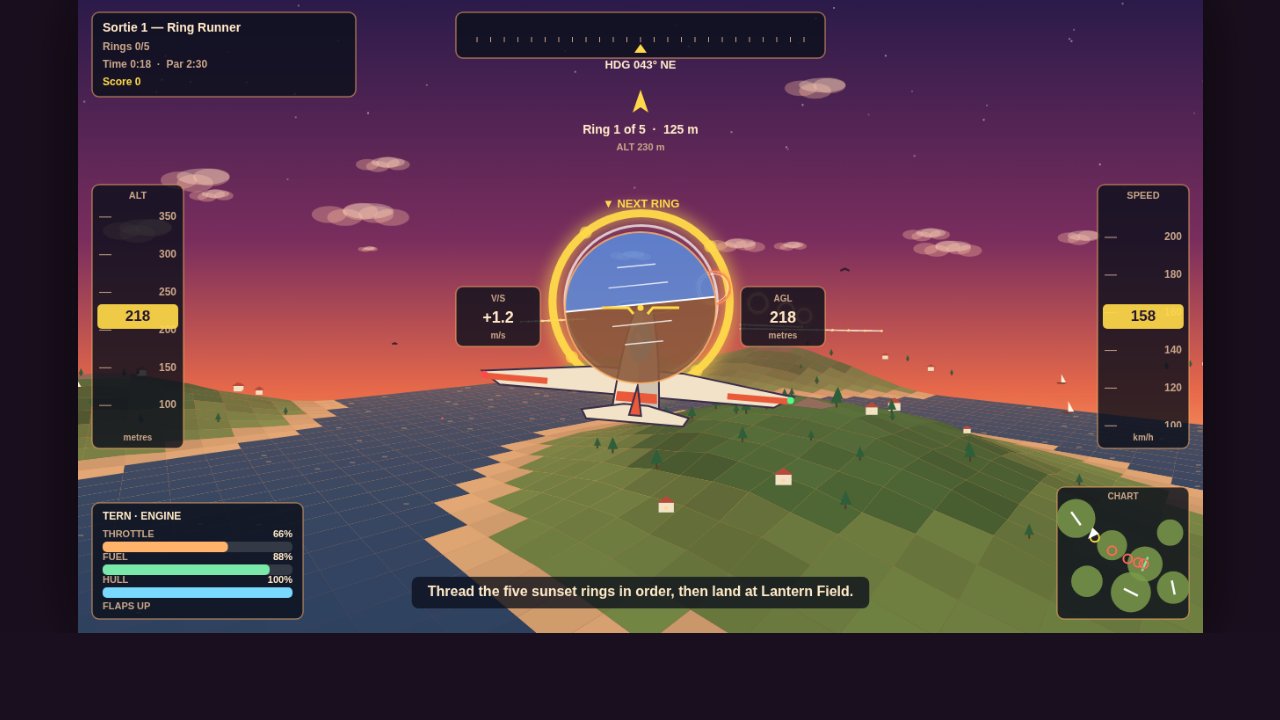 Sortie 1 — Ring Runner
Rings 0/5
Time 0:18 · Par 2:30
Score 0
HDG 043° NE
Ring 1 of 5 · 125 m
ALT 230 m
▼ NEXT RING
ALT
350
300
250
218
200
150
100
metres
V/S
+1.2
m/s
AGL
218
metres
SPEED
200
180
160
158
140
120
100
km/h
TERN · ENGINE
THROTTLE 66%
FUEL 88%
HULL 100%
FLAPS UP
Thread the five sunset rings in order, then land at Lantern Field.
CHART